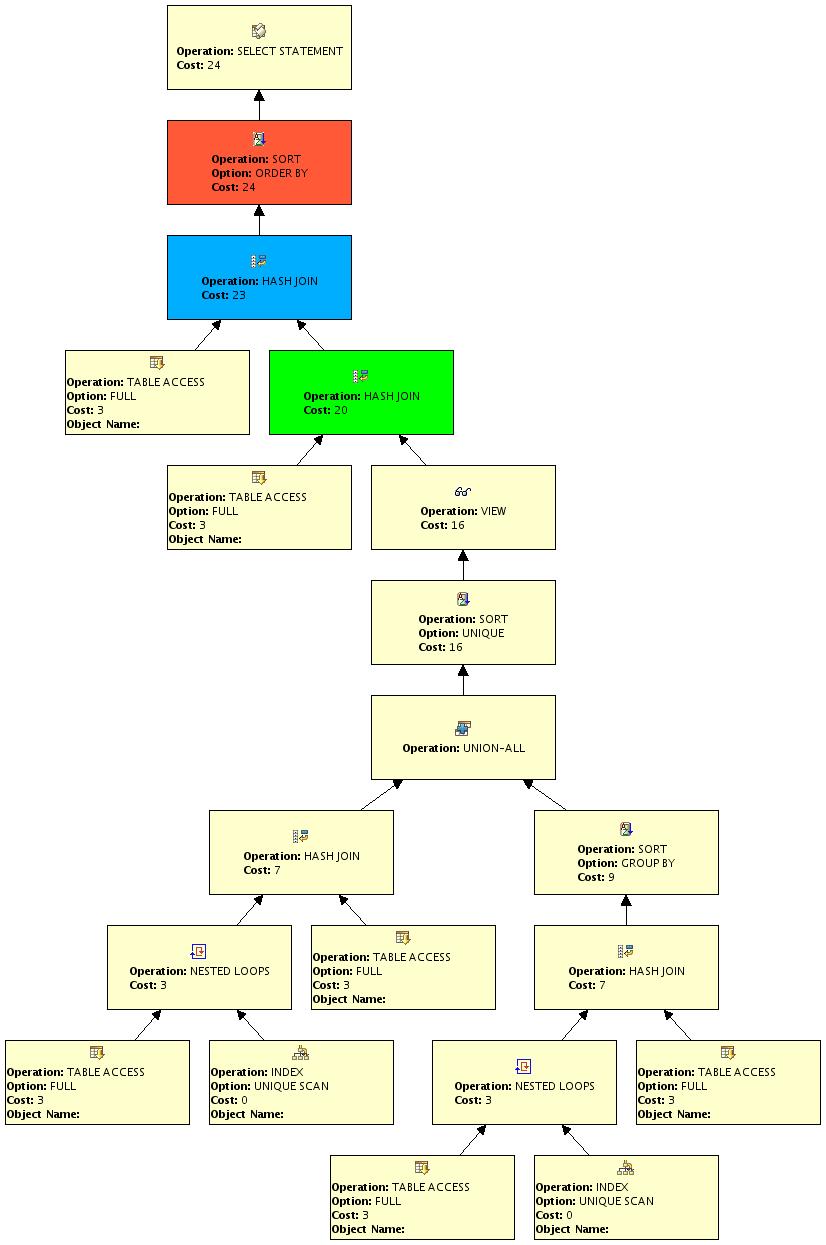 Operation: SELECT STATEMENT
Cost: 24
Operation: SORT
Option: ORDER BY
Cost: 24
Operation: HASH JOIN
Cost: 23
Operation: TABLE ACCESS
Option: FULL
Cost: 3
Object Name:
Operation: HASH JOIN
Cost: 20
Operation: TABLE ACCESS
Option: FULL
Cost: 3
Object Name:
Operation: VIEW
Cost: 16
Operation: SORT
Option: UNIQUE
Cost: 16
Operation: UNION-ALL
Operation: HASH JOIN
Cost: 7
Operation: SORT
Option: GROUP BY
Cost: 9
Operation: NESTED LOOPS
Cost: 3
Operation: TABLE ACCESS
Option: FULL
Cost: 3
Object Name:
Operation: HASH JOIN
Cost: 7
Operation: TABLE ACCESS
Option: FULL
Cost: 3
Object Name:
Operation: INDEX
Option: UNIQUE SCAN
Cost: 0
Object Name:
Operation: NESTED LOOPS
Cost: 3
Operation: TABLE ACCESS
Option: FULL
Cost: 3
Object Name:
Operation: TABLE ACCESS
Option: FULL
Cost: 3
Object Name:
Operation: INDEX
Option: UNIQUE SCAN
Cost: 0
Object Name: